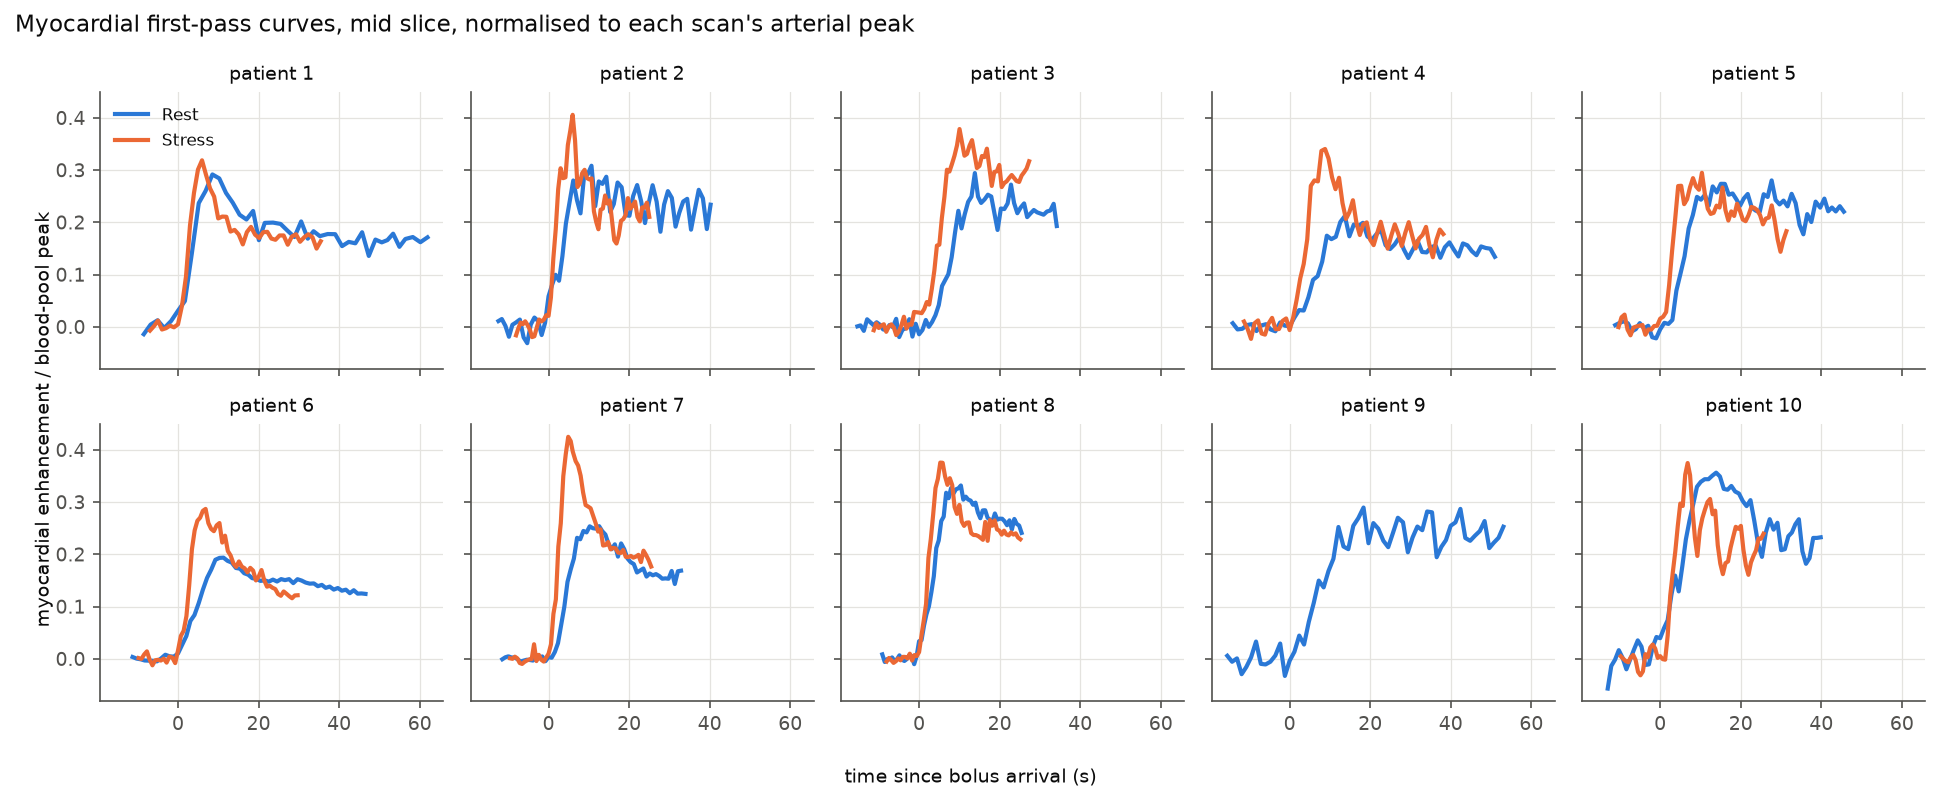 Myocardial first-pass curves, mid slice, normalised to each scan's arterial peak
patient 1
patient 2
patient 3
patient 4
patient 5
Rest
Stress
0.4
0.3
0.2
0.1
0.0
myocardial enhancement / blood-pool peak
patient 6
patient 7
patient 8
patient 9
patient 10
0.4
0.3
0.2
0.1
0.0
0 20 40 60
0 20 40 60
0 20 40 60
0 20 40 60
0 20 40 60
time since bolus arrival (s)